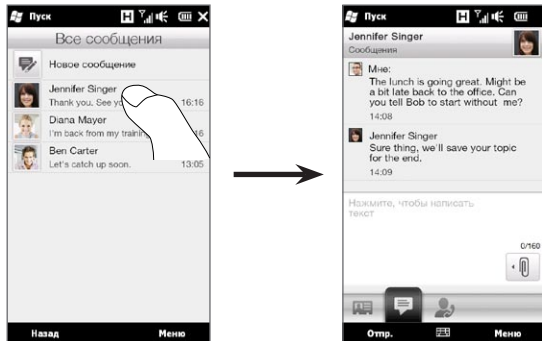 Пуск
Все сообщения
Новое сообщение
Jennifer Singer
Thank you. See yo
16:16
Diana Mayer
I'm back from my training
16
Ben Carter
Let's catch up soon.
13:05
Назад
Меню
Пуск
Jennifer Singer
Сообщения
Мне:
The lunch is going great. Might be
a bit late back to the office. Can
you tell Bob to start without me?
14:08
Jennifer Singer
Sure thing, we'll save your topic
for the end.
14:09
Нажмите, чтобы написать
текст
0/160
Отпр.
Меню